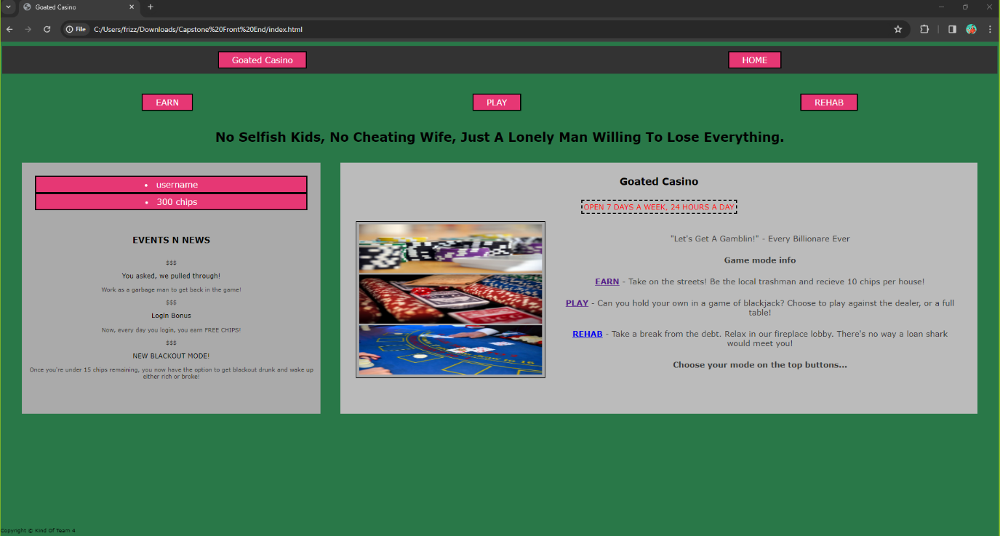 Goated Casino
File C:/Users/frizz/Downloads/Capstone%20Front%20End/index.html
Goated Casino
HOME
EARN
PLAY
REHAB
No Selfish Kids, No Cheating Wife, Just A Lonely Man Willing To Lose Everything.
• username
• 300 chips
EVENTS N NEWS
$$$
You asked, we pulled through!
Work as a garbage man to get back in the game!
$$$
Login Bonus
Now, every day you login, you earn FREE CHIPS!
$$$
NEW BLACKOUT MODE!
Once you're under 15 chips remaining, you now have the option to get blackout drunk and wake up
either rich or broke!
Goated Casino
OPEN 7 DAYS A WEEK, 24 HOURS A DAY
"Let's Get A Gamblin!" - Every Billionare Ever
Game mode info
EARN - Take on the streets! Be the local trashman and recieve 10 chips per house!
PLAY - Can you hold your own in a game of blackjack? Choose to play against the dealer, or a full
table!
REHAB - Take a break from the debt. Relax in our fireplace lobby. There's no way a loan shark
would meet you!
Choose your mode on the top buttons...
Copyright © Kind Of Team 4